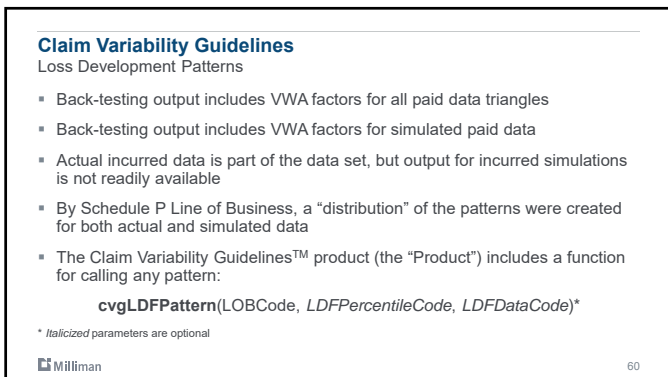 Claim Variability Guidelines
Loss Development Patterns
▪ Back-testing output includes VWA factors for all paid data triangles
▪ Back-testing output includes VWA factors for simulated paid data
▪ Actual incurred data is part of the data set, but output for incurred simulations
is not readily available
▪ By Schedule P Line of Business, a “distribution” of the patterns were created
for both actual and simulated data
▪ The Claim Variability Guidelines™ product (the “Product”) includes a function
for calling any pattern:
cvgLDFPattern(LOBCode, LDFPercentileCode, LDFDataCode)*
* Italicized parameters are optional
Milliman
60